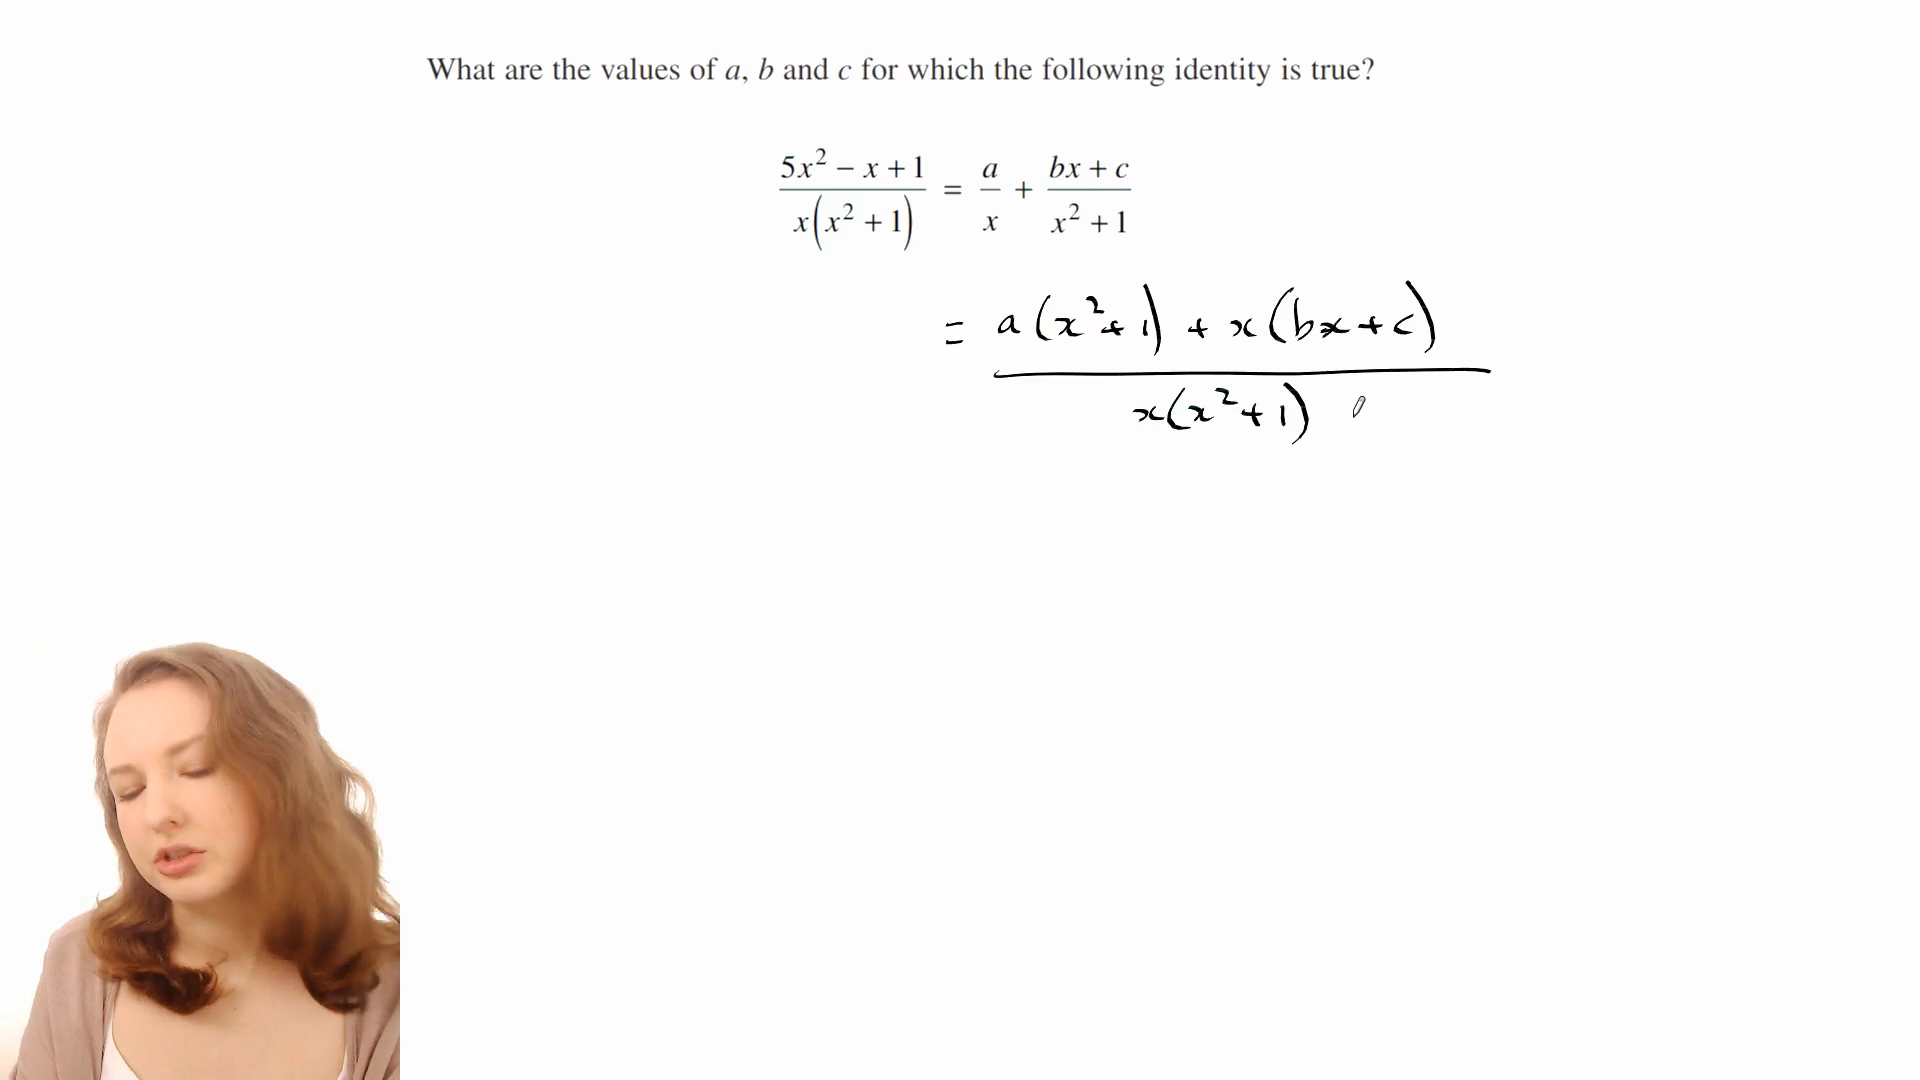 What are the values of a, b and c for which the following identity is true?
5x² − x + 1 / x(x² + 1) = a / x + bx + c / x² + 1
= a(x² + 1) + x(bx + c) / x(x² + 1)